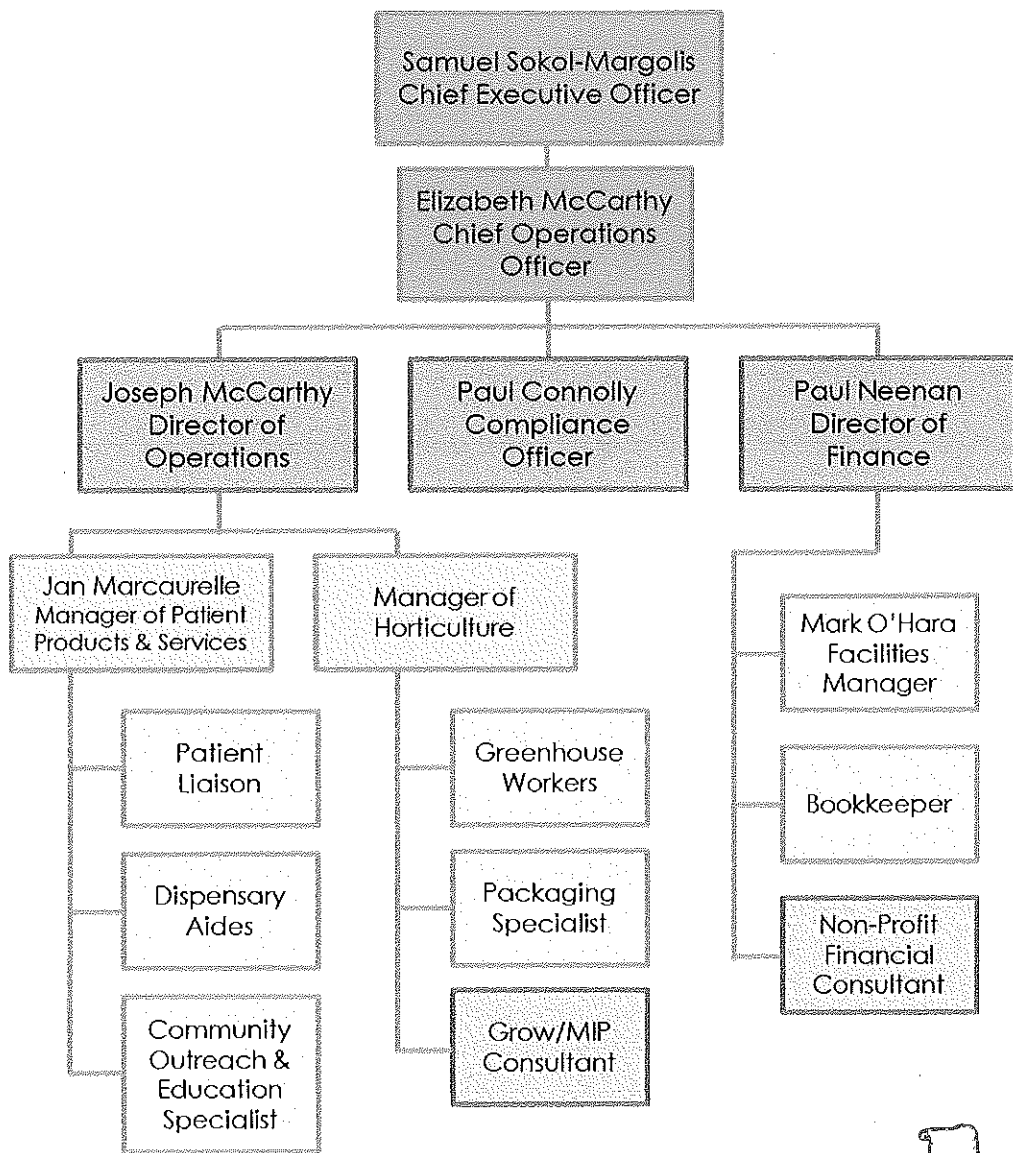 Samuel Sokol-Margolis
Chief Executive Officer
Elizabeth McCarthy
Chief Operations
Officer
Joseph McCarthy
Director of
Operations
Paul Connolly
Compliance
Officer
Paul Neenan
Director of
Finance
Jan Marcaurelle
Manager of Patient
Products & Services
Manager of
Horticulture
Mark O'Hara
Facilities
Manager
Patient
Liaison
Greenhouse
Workers
Bookkeeper
Dispensary
Aides
Packaging
Specialist
Non-Profit
Financial
Consultant
Community
Outreach &
Education
Specialist
Grow/MIP
Consultant